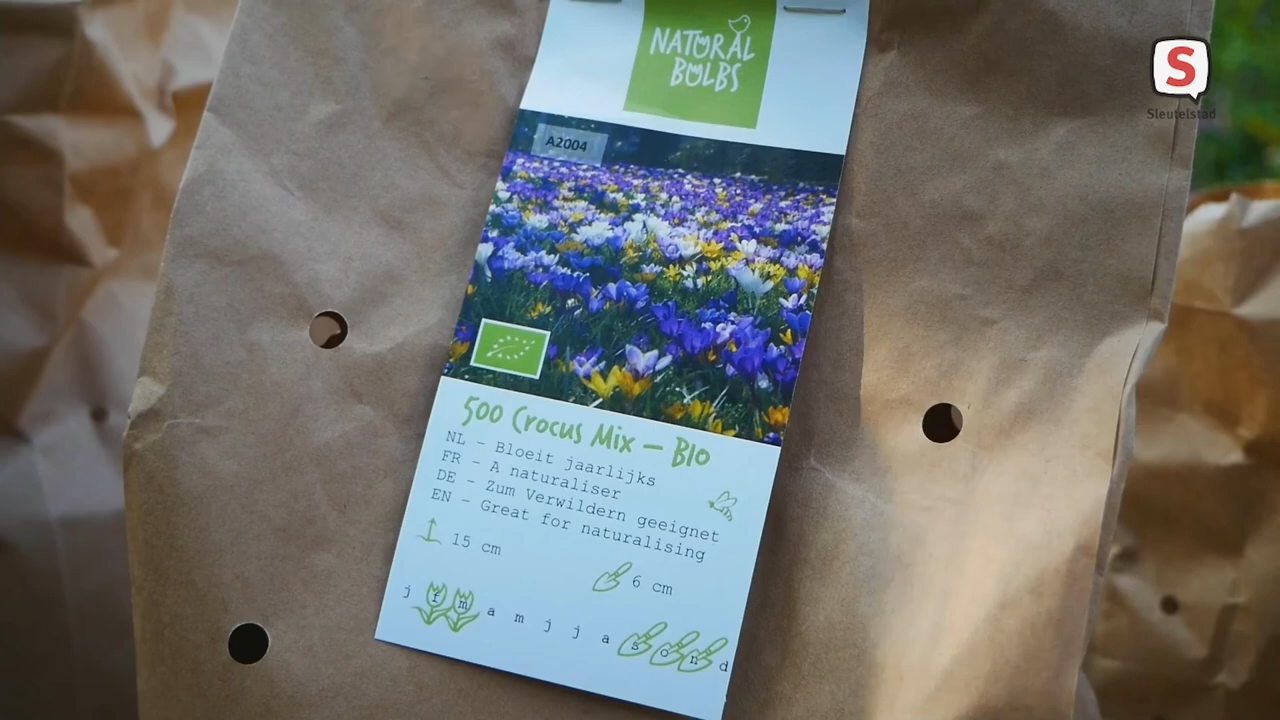 NATURAL
BULBS
S
Sleutelstad
A2004
500 Crocus Mix – BIO
NL - Bloeit jaarlijks
FR - A naturaliser
DE - Zum Verwildern geeignet
EN - Great for naturalising
15 cm
6 cm
j f m a m j j a s o n d